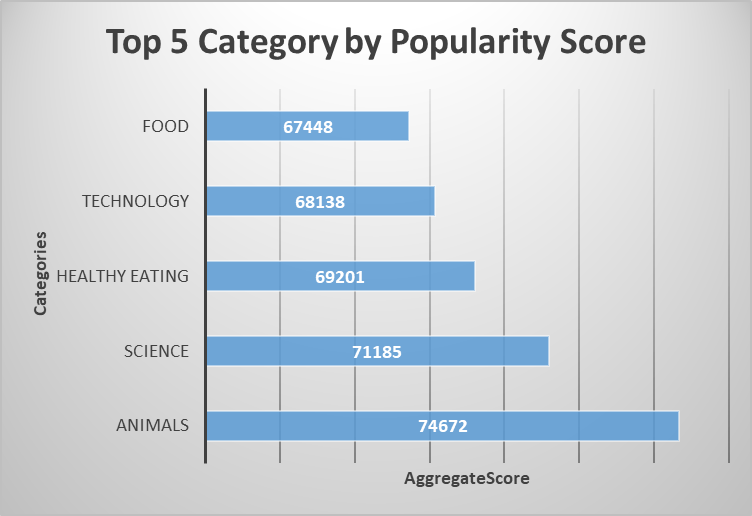 Top 5 Category by Popularity Score
FOOD
67448
TECHNOLOGY
68138
HEALTHY EATING
69201
SCIENCE
71185
ANIMALS
74672
Categories
AggregateScore